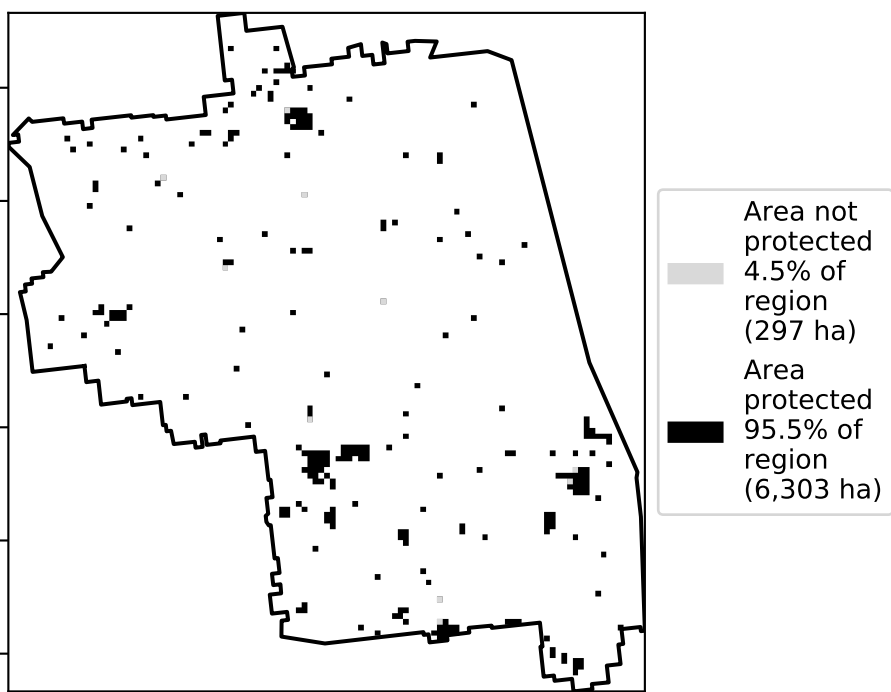 Area not
protected
4.5% of
region
(297 ha)
Area
protected
95.5% of
region
(6,303 ha)